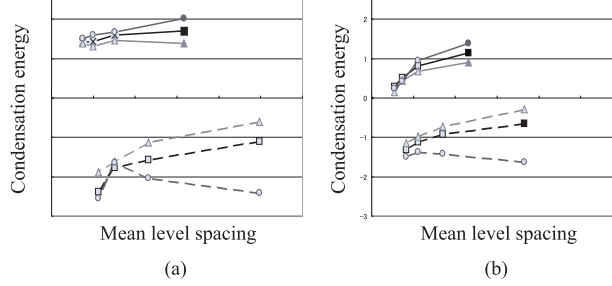 Condensation energy
Mean level spacing
(a)
Condensation energy
2
1
0
−1
−2
−3
Mean level spacing
(b)